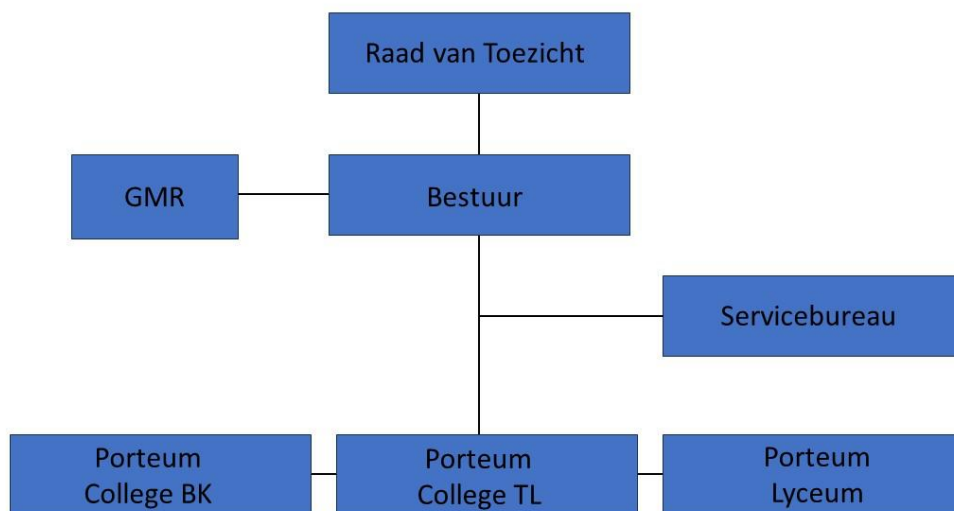 Raad van Toezicht
GMR
Bestuur
Servicebureau
Porteum
College BK
Porteum
College TL
Porteum
Lyceum